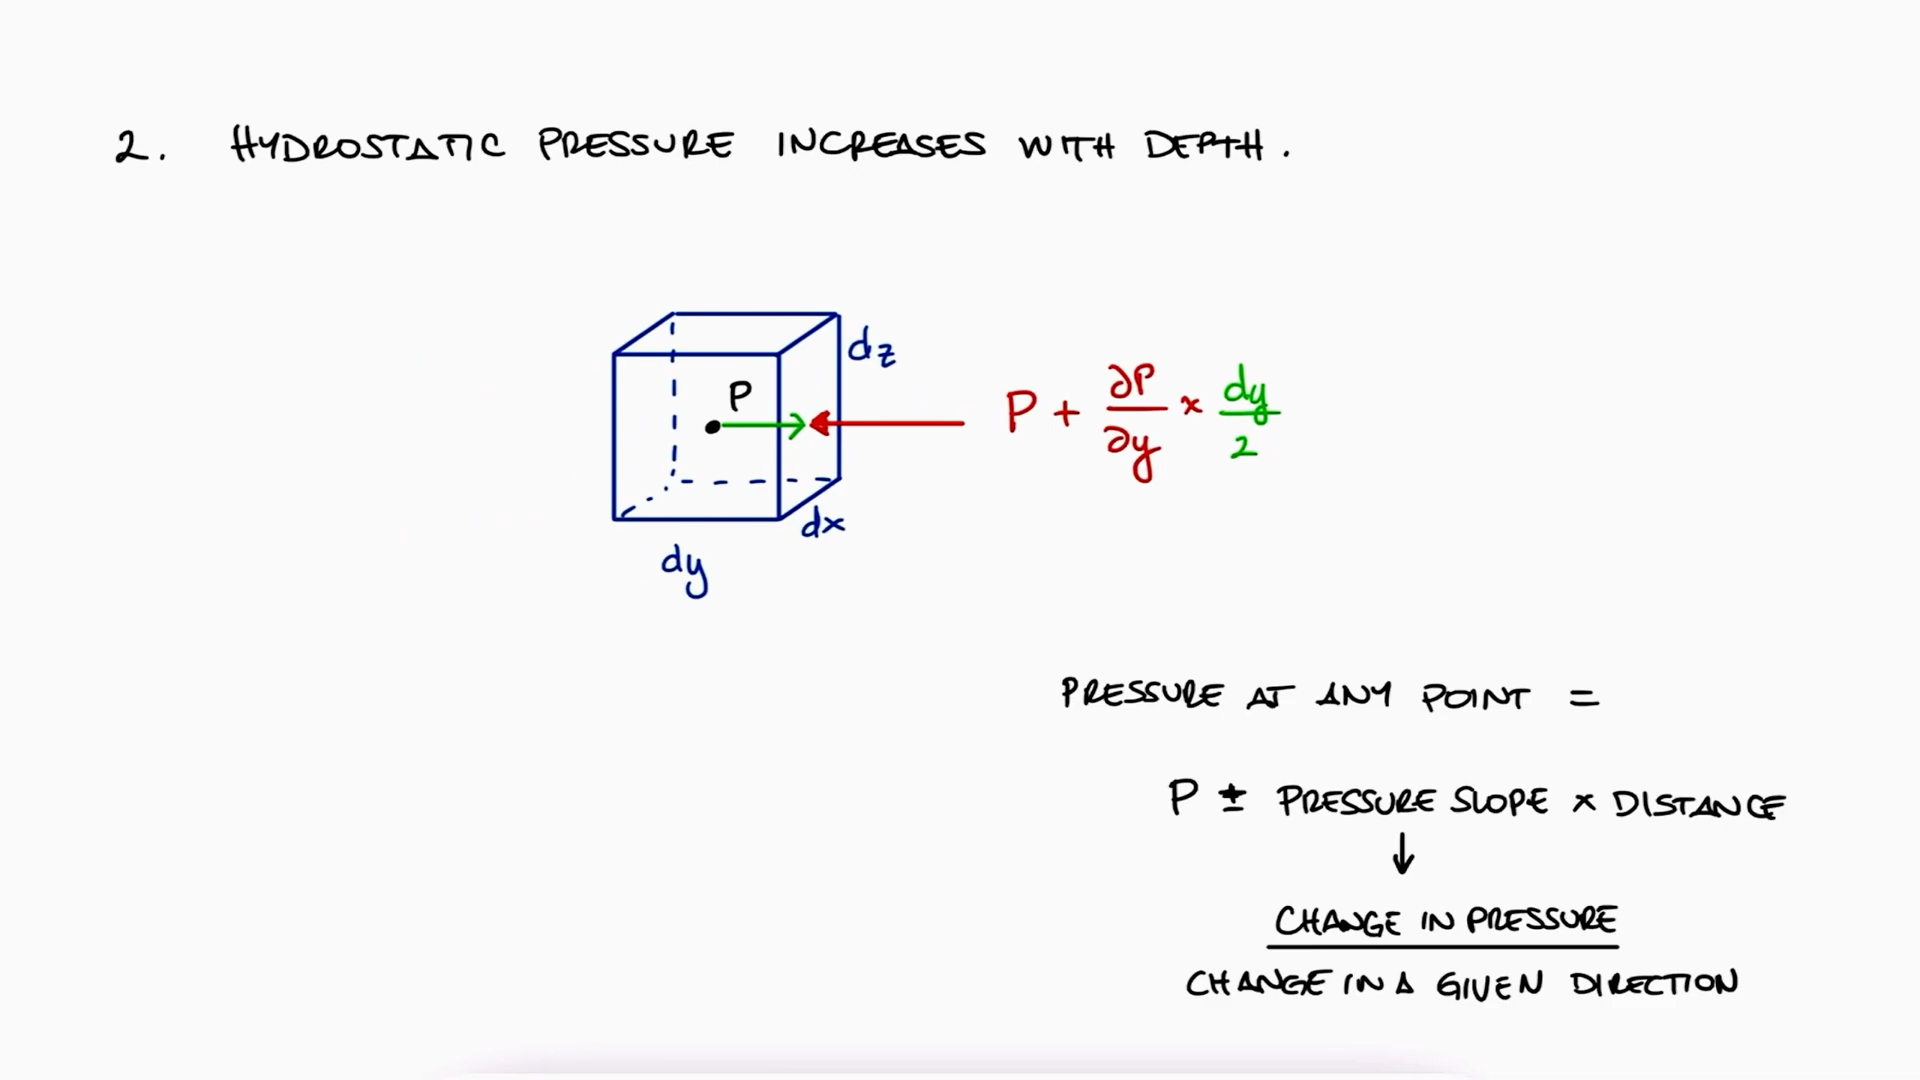 2. HYDROSTATIC PRESSURE INCREASES WITH DEPTH.
dz
P
P + ∂P/∂y × dy/2
dx
dy
PRESSURE AT ANY POINT =
P ± PRESSURE SLOPE × DISTANCE
↓
CHANGE IN PRESSURE
CHANGE IN A GIVEN DIRECTION